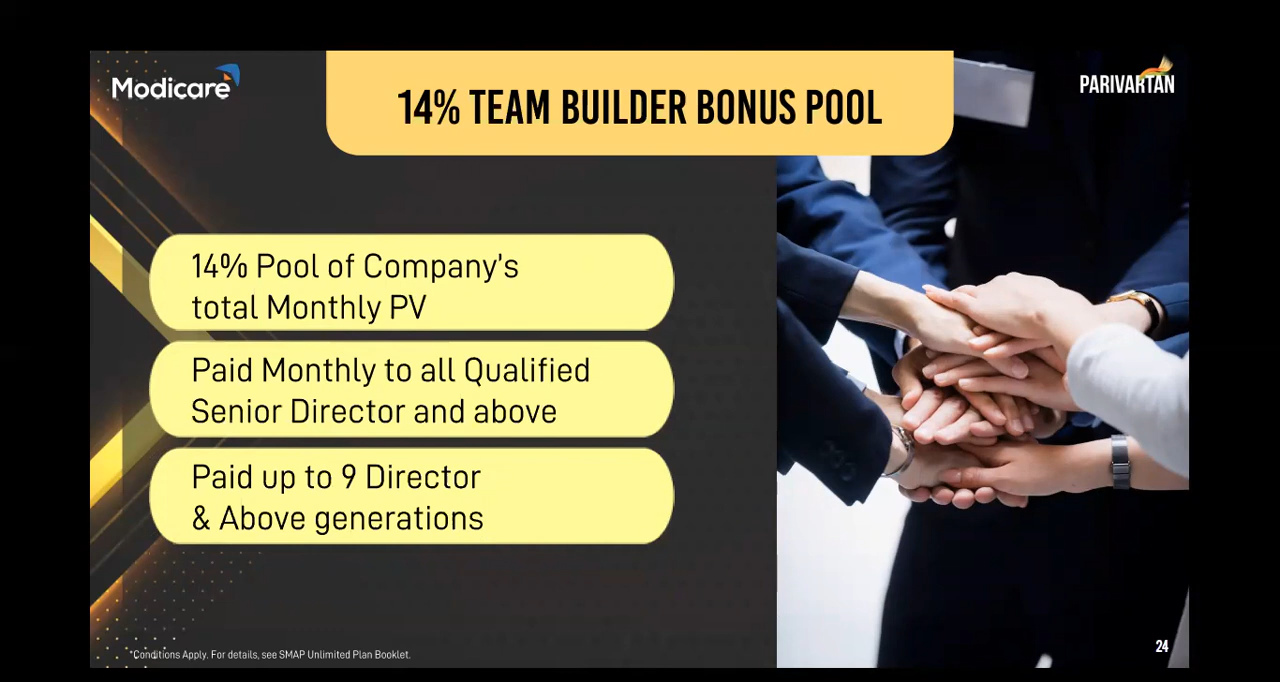 Modicare
14% TEAM BUILDER BONUS POOL
PARIVARTAN
14% Pool of Company's
total Monthly PV
Paid Monthly to all Qualified
Senior Director and above
Paid up to 9 Director
& Above generations
*Conditions Apply. For details, see SMAP Unlimited Plan Booklet.
24